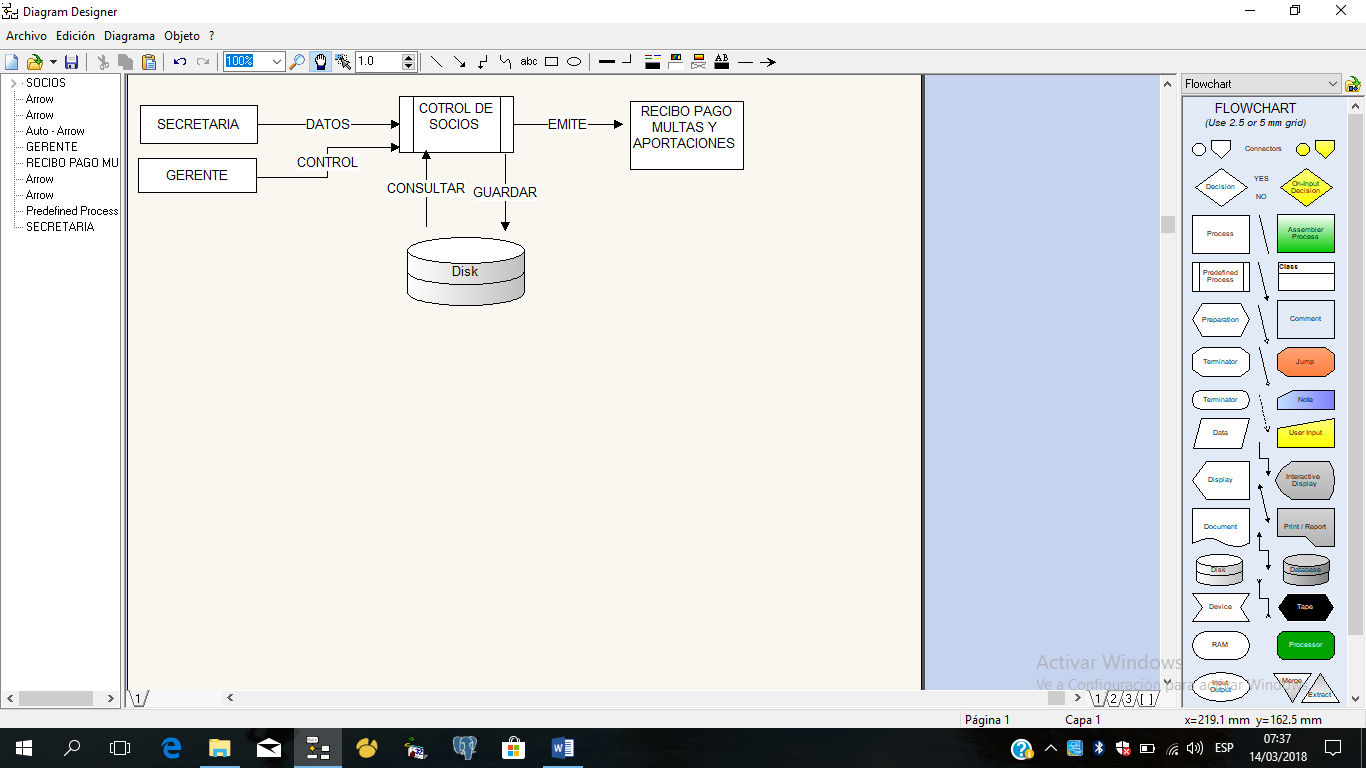 Diagram Designer
Archivo Edición Diagrama Objeto ?
100% 1.0 abc AB
SOCIOS
Arrow
Arrow
Auto - Arrow
GERENTE
RECIBO PAGO MU
Arrow
Arrow
Predefined Process
SECRETARIA
SECRETARIA
DATOS
COTROL DE
SOCIOS
EMITE
RECIBO PAGO
MULTAS Y
APORTACIONES
GERENTE
CONTROL
CONSULTAR
GUARDAR
Disk
Flowchart
FLOWCHART
(Use 2.5 or 5 mm grid)
Connectors
Decision
YES
NO
On-Input
Decision
Process
Assembler
Process
Predefined
Process
Class
Preparation
Comment
Terminator
Jump
Terminator
Note
Data
User Input
Display
Interactive
Display
Document
Print / Report
Disk
Database
Device
Tape
RAM
Processor
Input
Output
Merge
Extract
Activar Windows
Ve a Configuración para activar Windows.
1
1 2 3 [ ]
Página 1
Capa 1
x=219.1 mm y=162.5 mm
ESP
07:37
14/03/2018